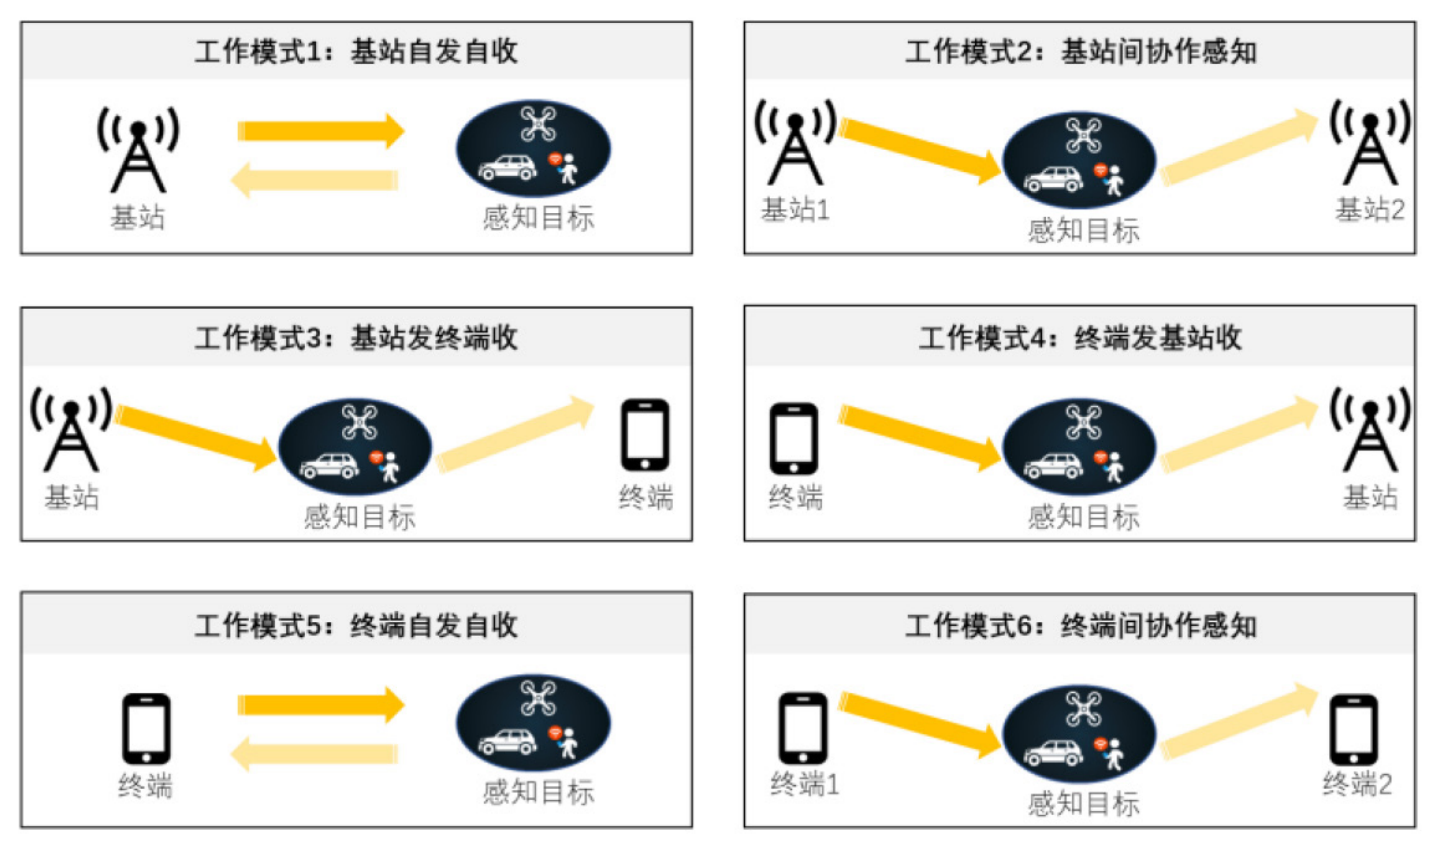 工作模式1：基站自发自收
基站
感知目标
工作模式2：基站间协作感知
基站1
感知目标
基站2
工作模式3：基站发终端收
基站
感知目标
终端
工作模式4：终端发基站收
终端
感知目标
基站
工作模式5：终端自发自收
终端
感知目标
工作模式6：终端间协作感知
终端1
感知目标
终端2